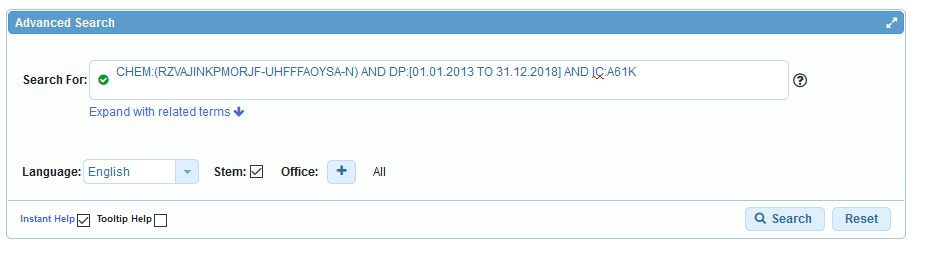 Advanced Search
Search For: CHEM:(RZVAJINKPMORJF-UHFFFAOYSA-N) AND DP:[01.01.2013 TO 31.12.2018] AND IC:A61K
Expand with related terms
Language: English Stem: Office: + All
Instant Help Tooltip Help Search Reset